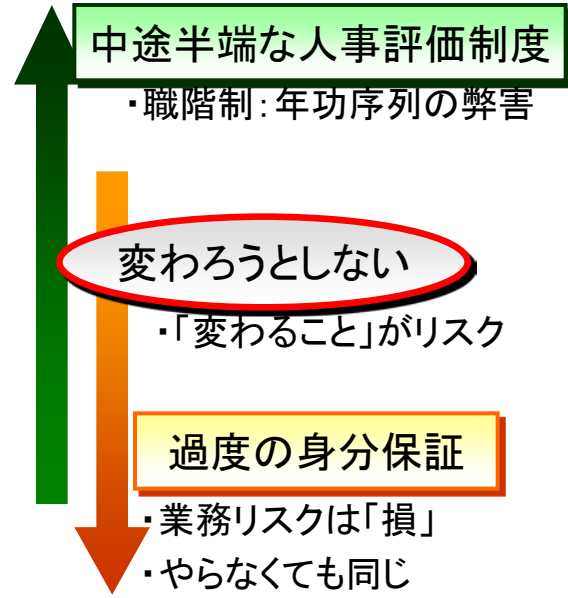 中途半端な人事評価制度
・職階制：年功序列の弊害
変わろうとしない
・「変わること」がリスク
過度の身分保証
・業務リスクは「損」
・やらなくても同じ